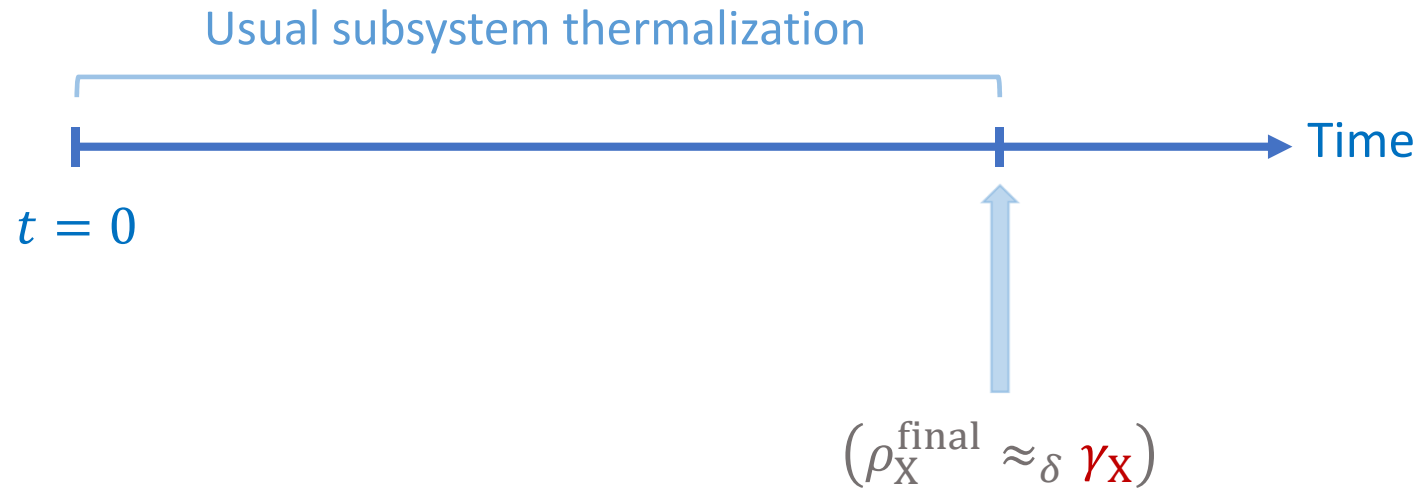 Usual subsystem thermalization
Time
t = 0
(ρ_X^final ≈_δ γ_X)